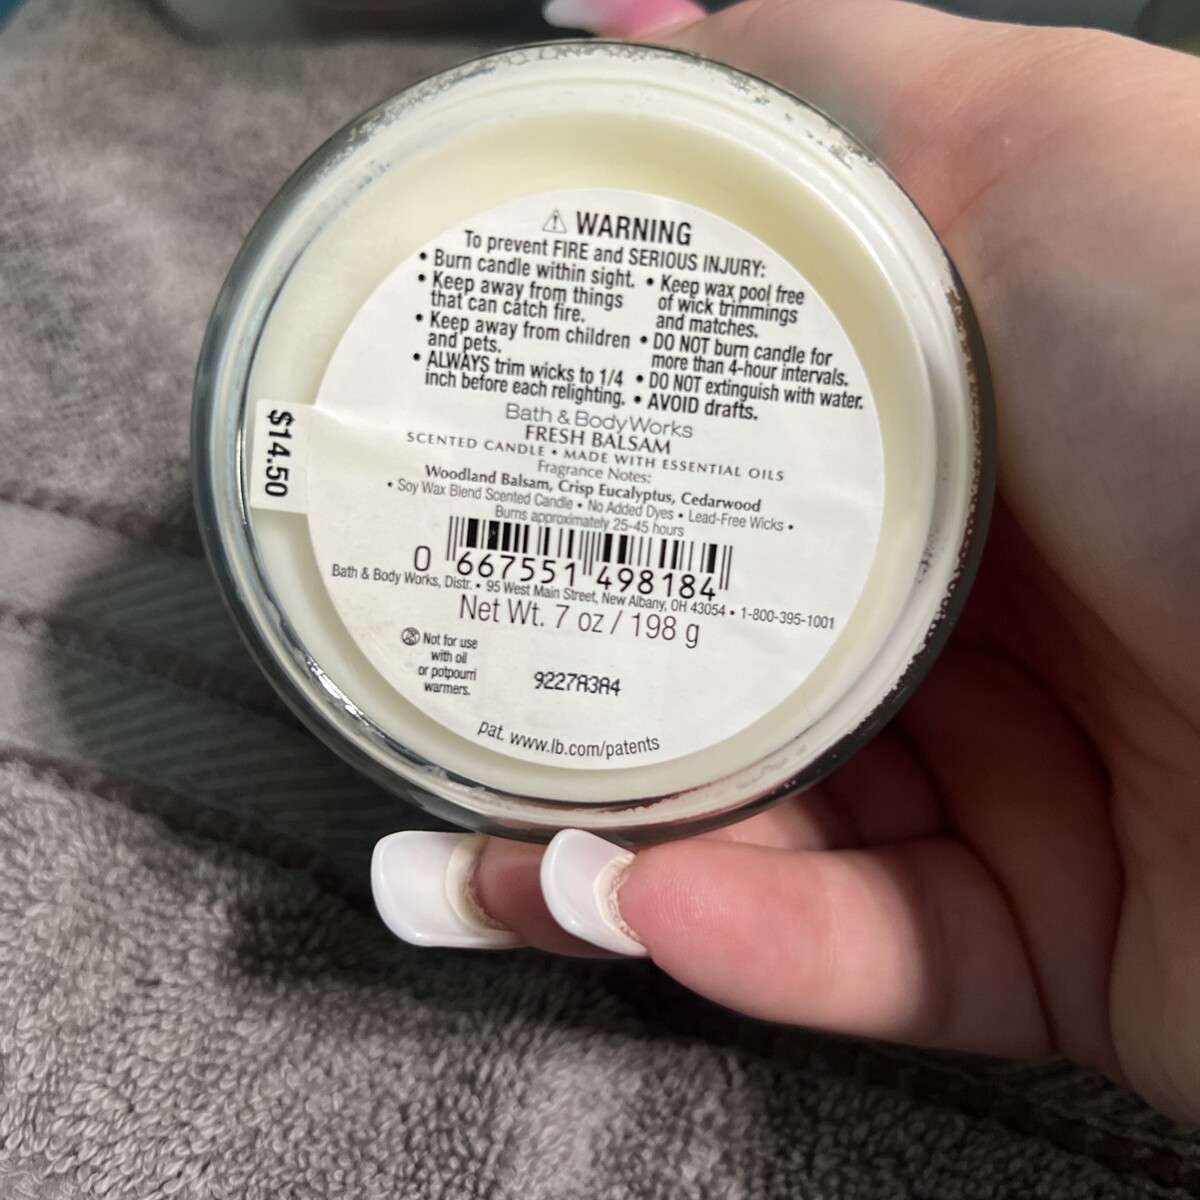 ⚠ WARNING
To prevent FIRE and SERIOUS INJURY:
• Burn candle within sight.
• Keep away from things
that can catch fire.
• Keep away from children
and pets.
• ALWAYS trim wicks to 1/4
inch before each relighting.
• Keep wax pool free
of wick trimmings
and matches.
• DO NOT burn candle for
more than 4-hour intervals.
• DO NOT extinguish with water.
• AVOID drafts.
$14.50
Bath & Body Works
FRESH BALSAM
SCENTED CANDLE • MADE WITH ESSENTIAL OILS
Fragrance Notes:
Woodland Balsam, Crisp Eucalyptus, Cedarwood
• Soy Wax Blend Scented Candle • No Added Dyes • Lead-Free Wicks •
Burns approximately 25-45 hours
0 667551 498184
Bath & Body Works, Distr. • 95 West Main Street, New Albany, OH 43054 • 1-800-395-1001
Net Wt. 7 oz / 198 g
Not for use
with oil
or potpourri
warmers.
9227A3A4
pat. www.lb.com/patents